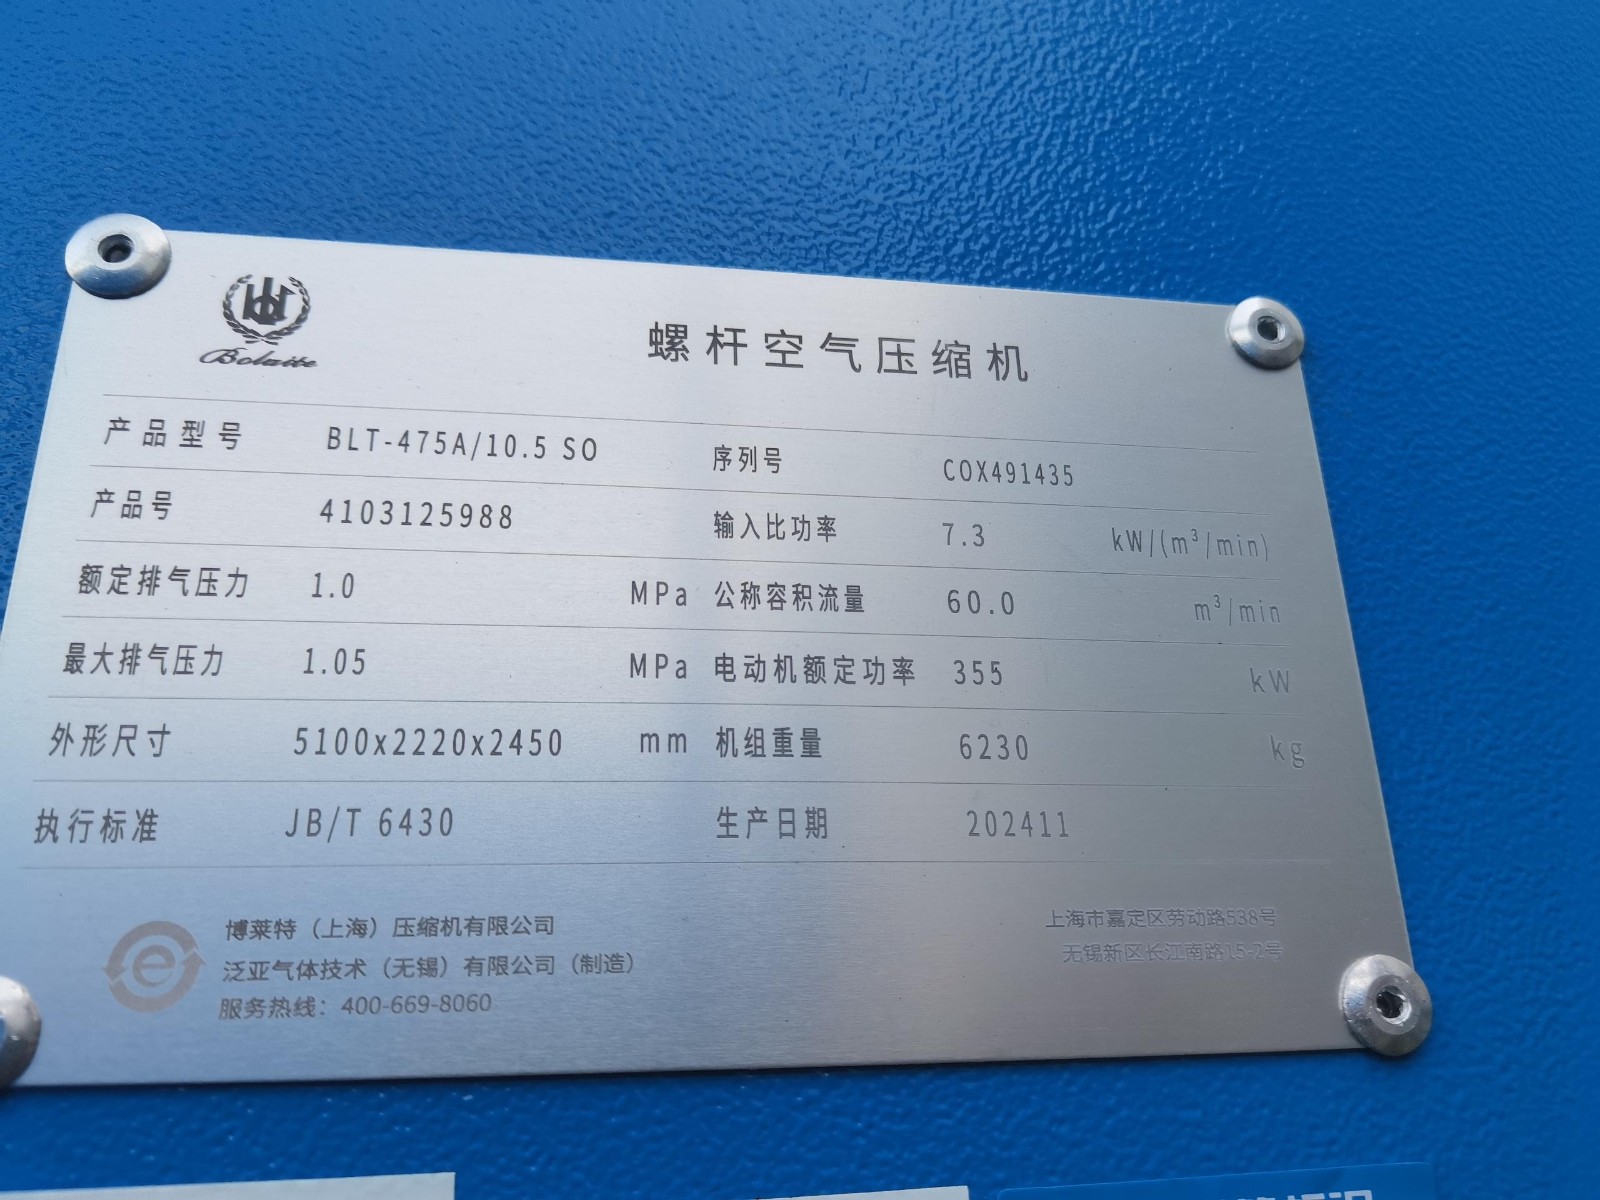 blt
Bolaite
螺杆空气压缩机
产品型号 BLT-475A/10.5 SO 序列号 COX491435
产品号 4103125988 输入比功率 7.3 kW/(m³/min)
额定排气压力 1.0 MPa 公称容积流量 60.0 m³/min
最大排气压力 1.05 MPa 电动机额定功率 355 kW
外形尺寸 5100x2220x2450 mm 机组重量 6230 kg
执行标准 JB/T 6430 生产日期 202411
博莱特（上海）压缩机有限公司 上海市嘉定区劳动路538号
泛亚气体技术（无锡）有限公司（制造） 无锡新区长江南路15-2号
服务热线：400-669-8060